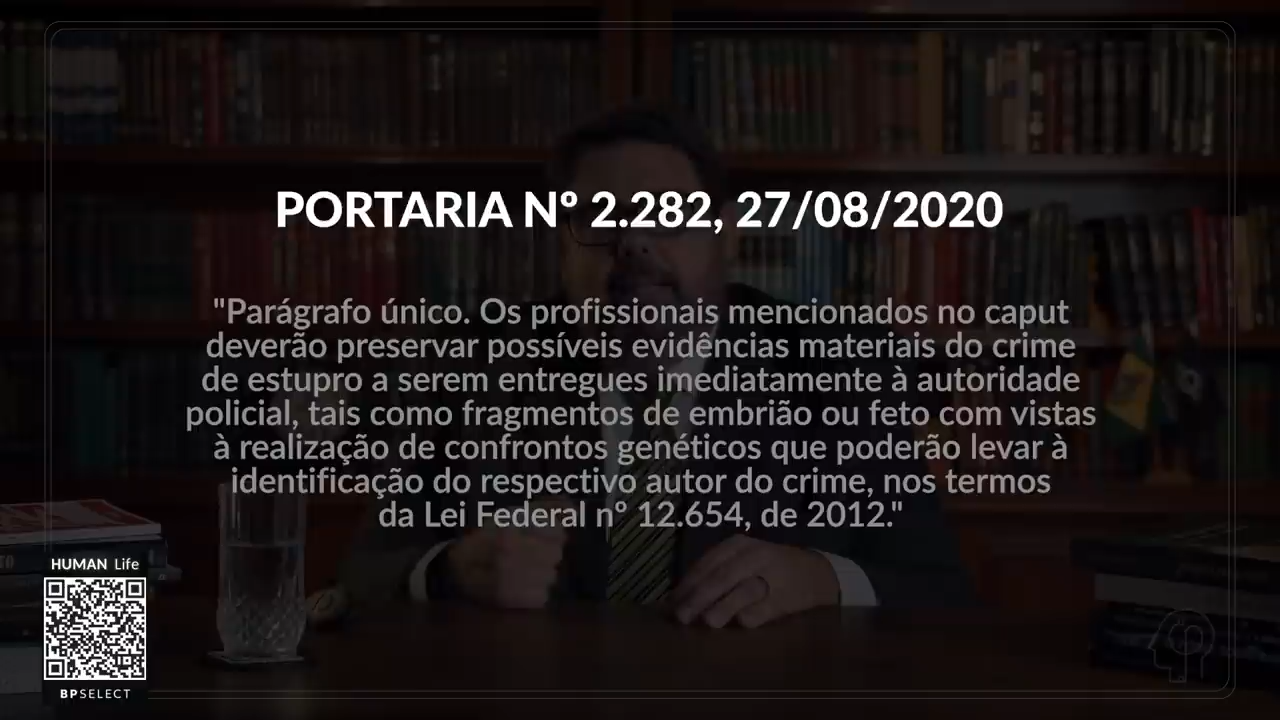 PORTARIA Nº 2.282, 27/08/2020
"Parágrafo único. Os profissionais mencionados no caput
deverão preservar possíveis evidências materiais do crime
de estupro a serem entregues imediatamente à autoridade
policial, tais como fragmentos de embrião ou feto com vistas
à realização de confrontos genéticos que poderão levar à
identificação do respectivo autor do crime, nos termos
da Lei Federal nº 12.654, de 2012."
HUMAN Life
BPSELECT